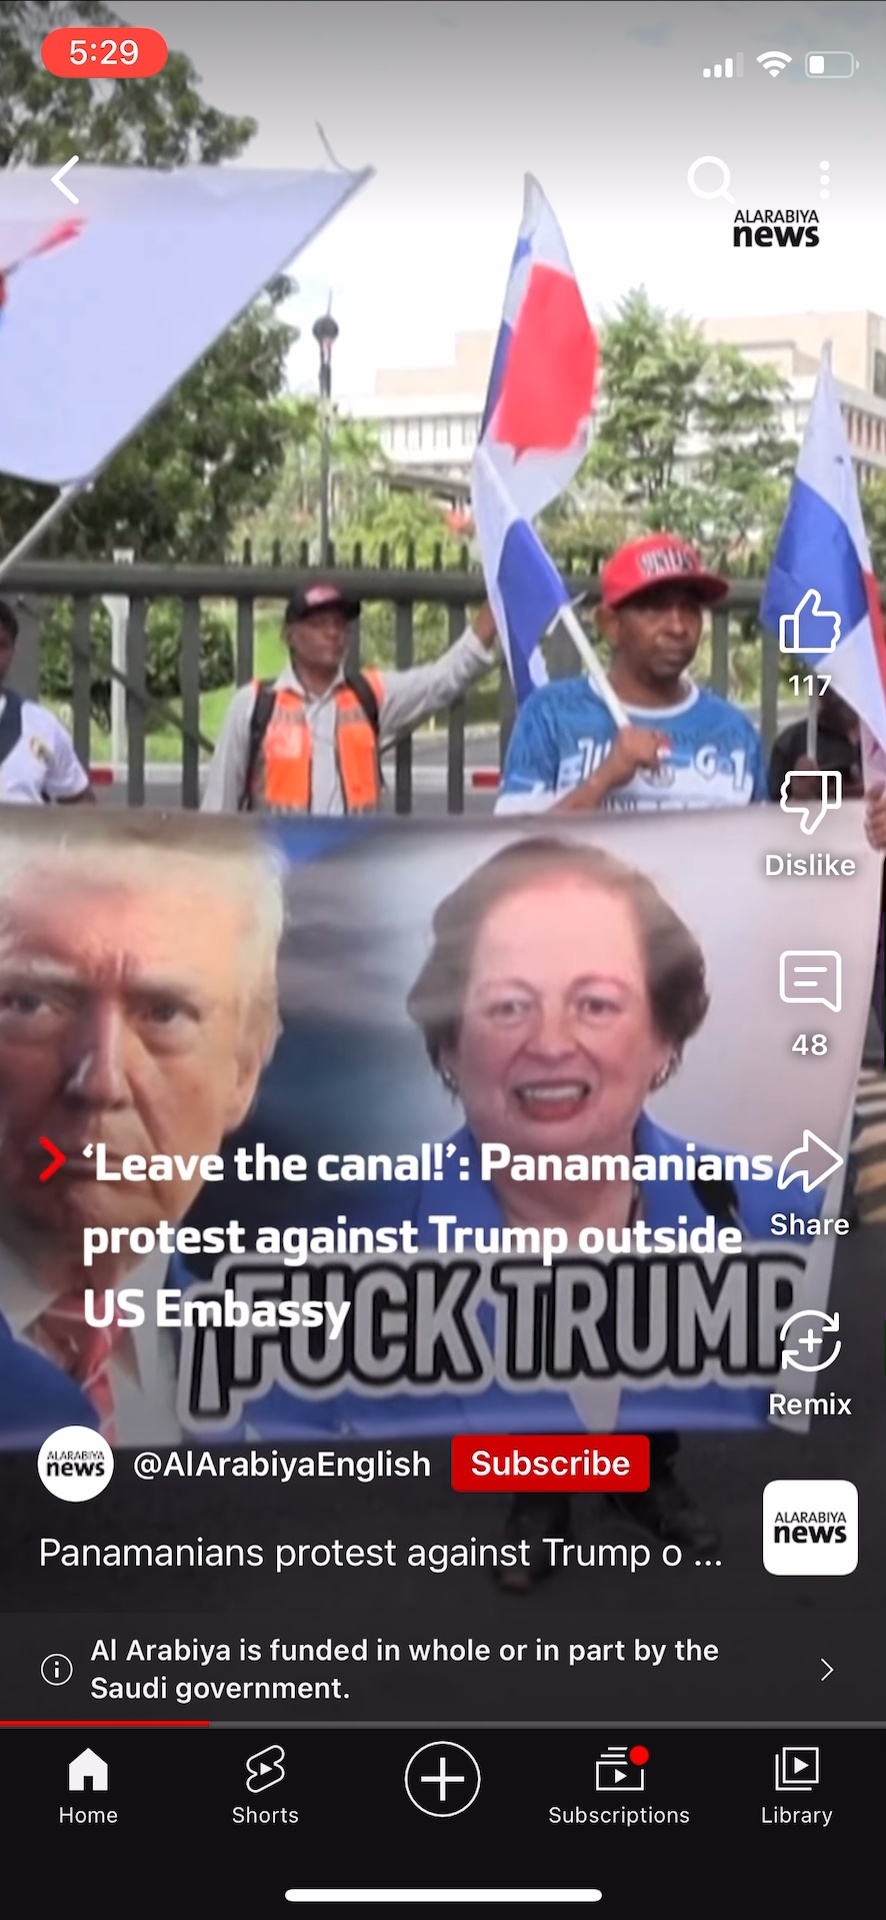 5:29
ALARABIYA
news
117
Dislike
48
‘Leave the canal!’: Panamanians
protest against Trump outside
US Embassy
Share
¡FUCK TRUMP
Remix
ALARABIYA
news
@AlArabiyaEnglish
Subscribe
ALARABIYA
news
Panamanians protest against Trump o ...
Al Arabiya is funded in whole or in part by the
Saudi government.
Home
Shorts
Subscriptions
Library